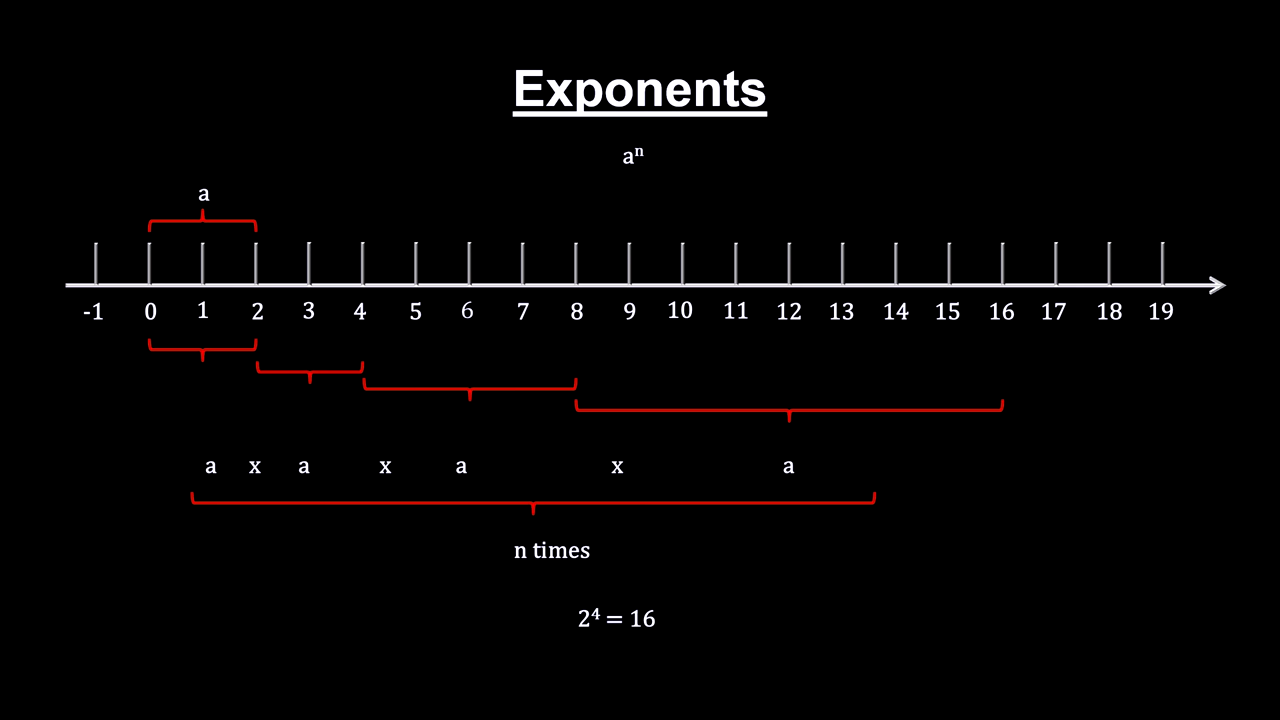 Exponents
aⁿ
a
-1 0 1 2 3 4 5 6 7 8 9 10 11 12 13 14 15 16 17 18 19
a x a x a x a
n times
2⁴ = 16